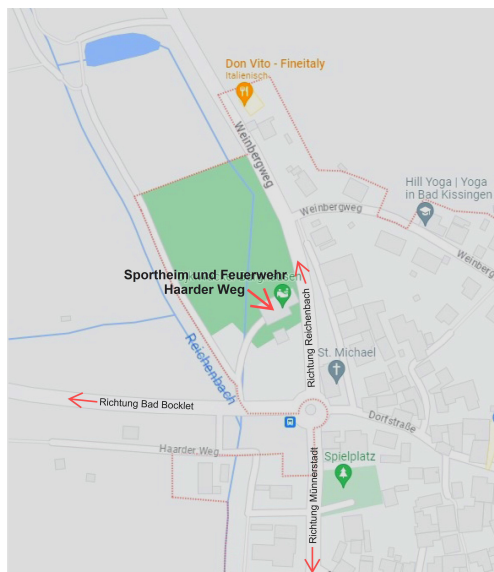 Don Vito - Fineitaly
Italienisch
Weinbergweg
Hill Yoga | Yoga
in Bad Kissingen
Weinbergweg
Weinbergweg
Sportheim und Feuerwehr
Haarder Weg
Richtung Reichenbach
Reichenbach
St. Michael
Richtung Bad Bocklet
Dorfstraße
Haarder Weg
Richtung Münnerstadt
Spielplatz